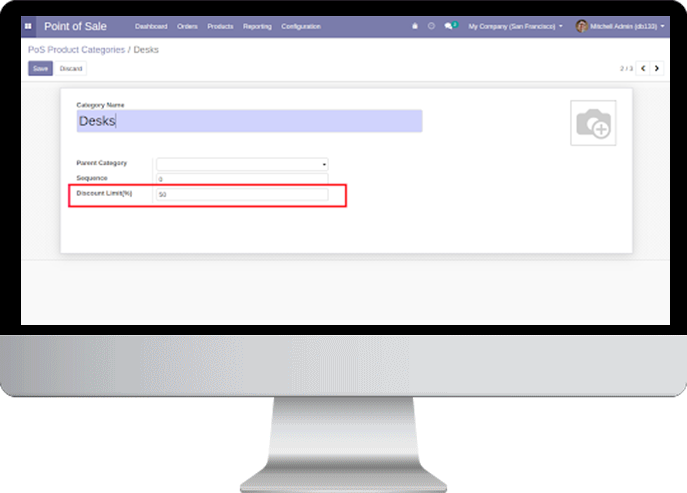 Point of Sale Dashboard Orders Products Reporting Configuration My Company (San Francisco) Mitchell Admin (db133)
PoS Product Categories / Desks
Save Discard 2 / 3
Category Name
Desks
Parent Category
Sequence 0
Discount Limit(%) 50